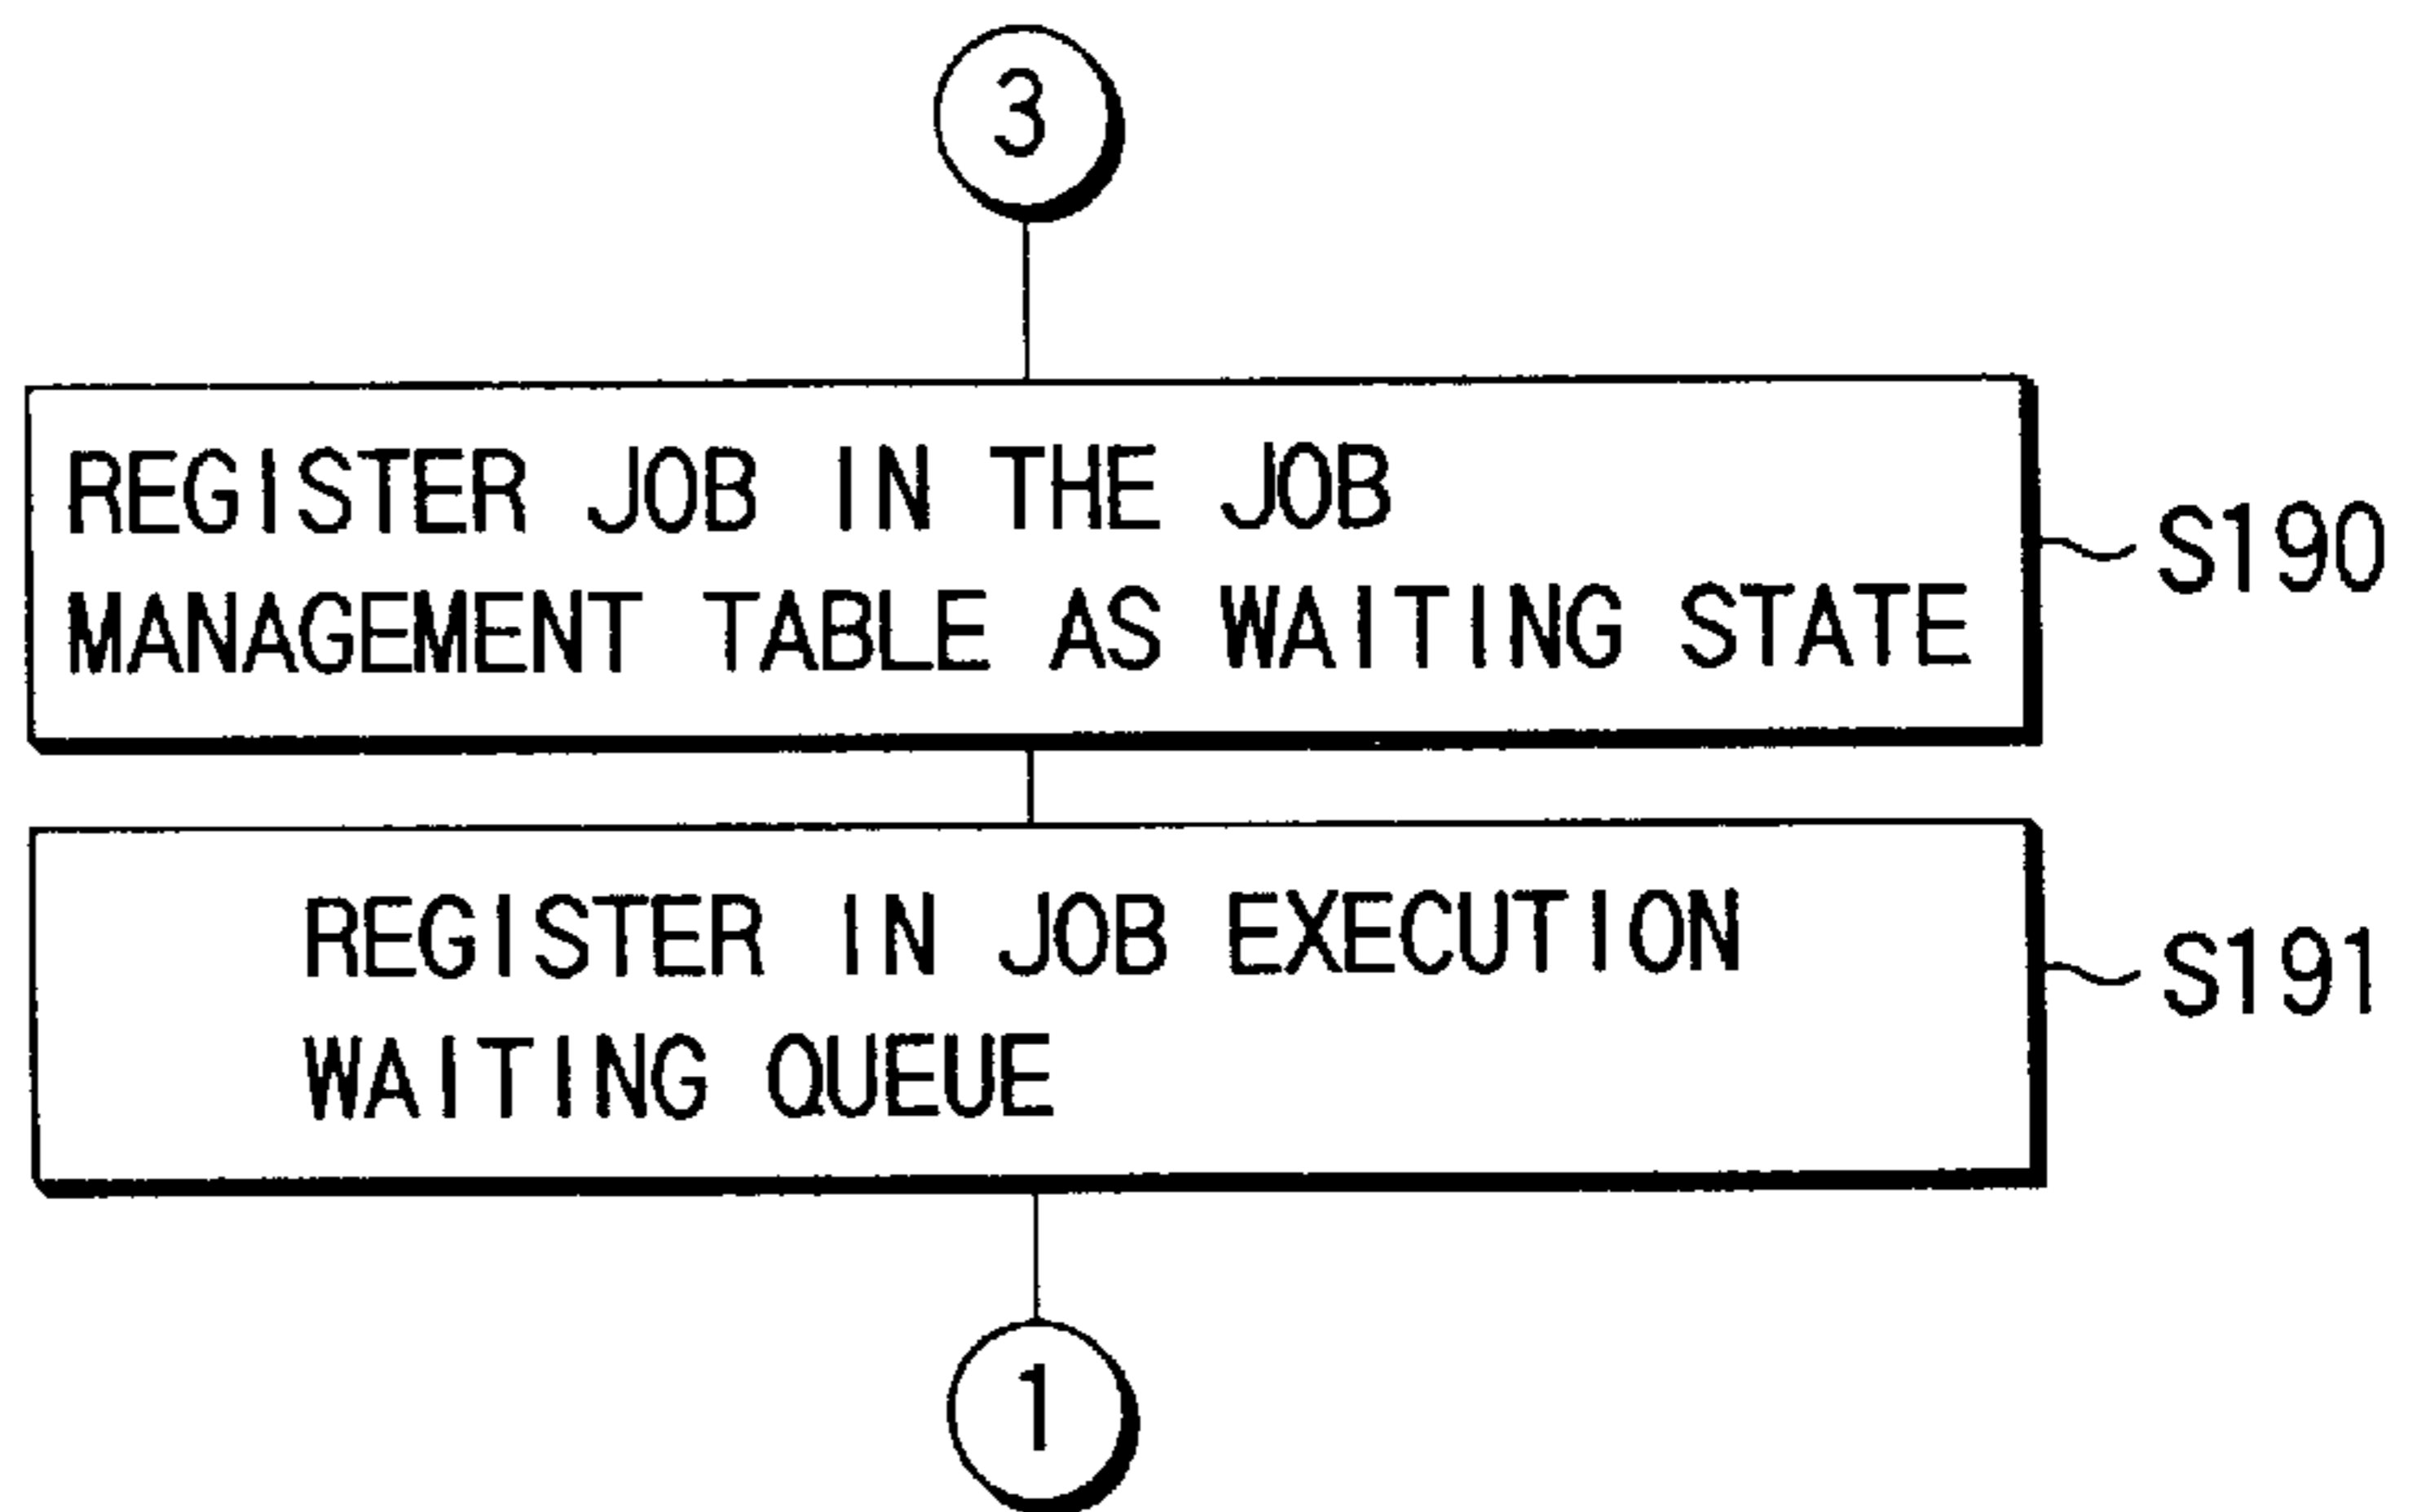 3
REGISTER JOB IN THE JOB
MANAGEMENT TABLE AS WAITING STATE
S190
REGISTER IN JOB EXECUTION
WAITING QUEUE
S191
1